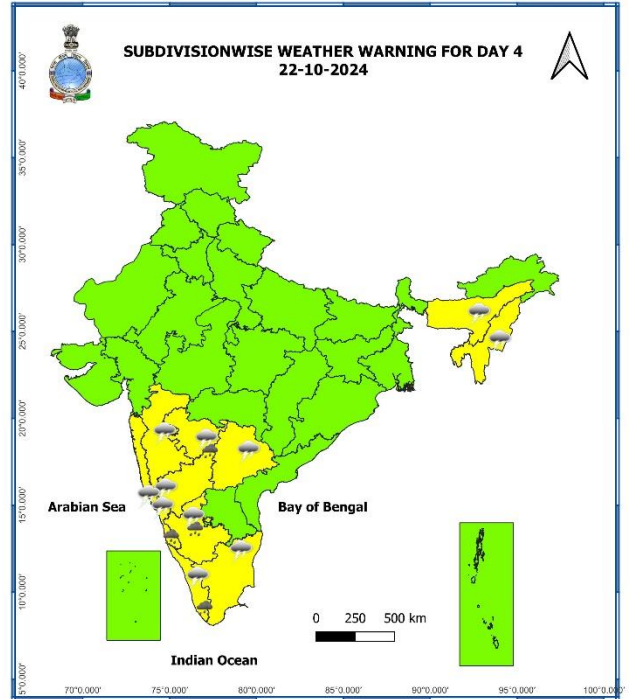 SUBDIVISIONWISE WEATHER WARNING FOR DAY 4
22-10-2024
40°0.000'
35°0.000'
30°0.000'
25°0.000'
20°0.000'
15°0.000'
10°0.000'
5°0.000'
Arabian Sea
Bay of Bengal
0 250 500 km
Indian Ocean
70°0.000' 75°0.000' 80°0.000' 85°0.000' 90°0.000' 95°0.000' 100°0.000'